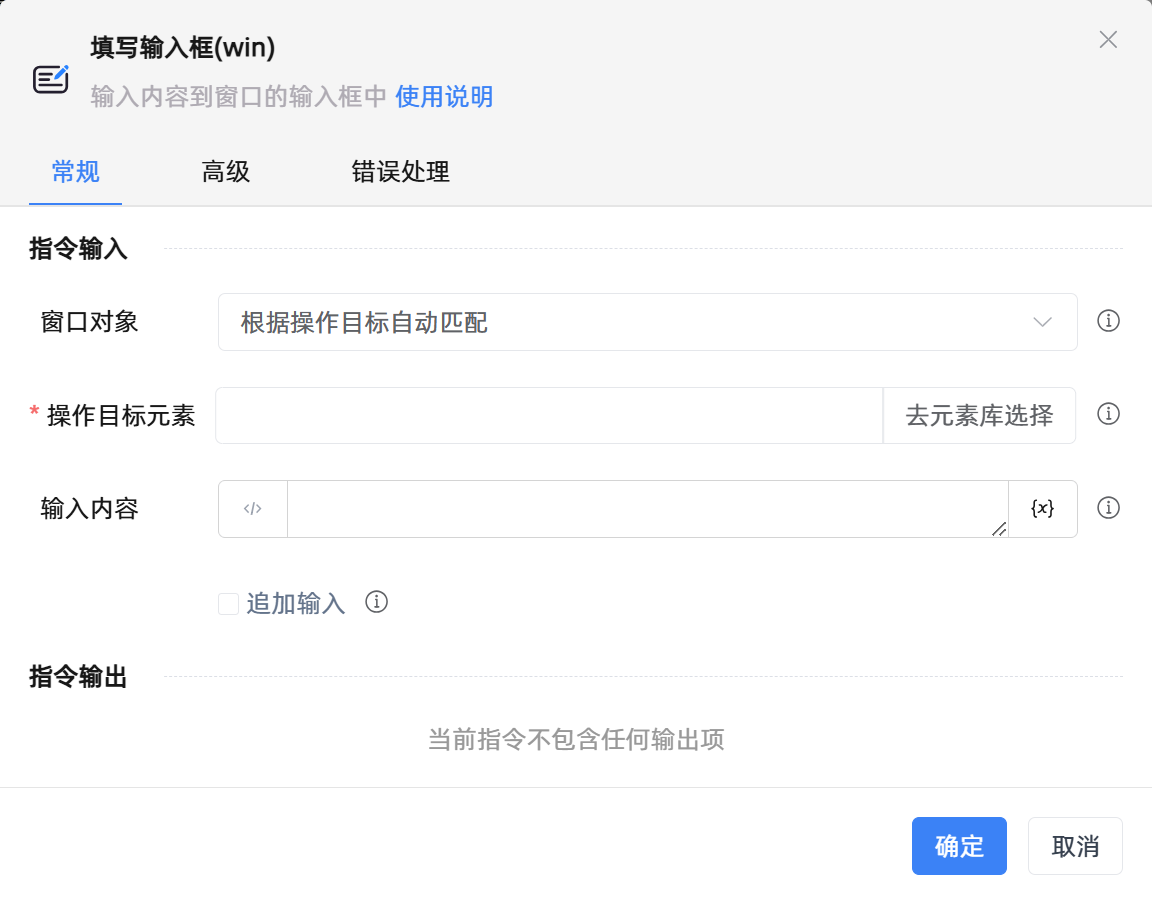 填写输入框(win)
输入内容到窗口的输入框中 使用说明
常规 高级 错误处理
指令输入
窗口对象 根据操作目标自动匹配
* 操作目标元素 去元素库选择
输入内容 </> {x}
追加输入
指令输出
当前指令不包含任何输出项
确定 取消